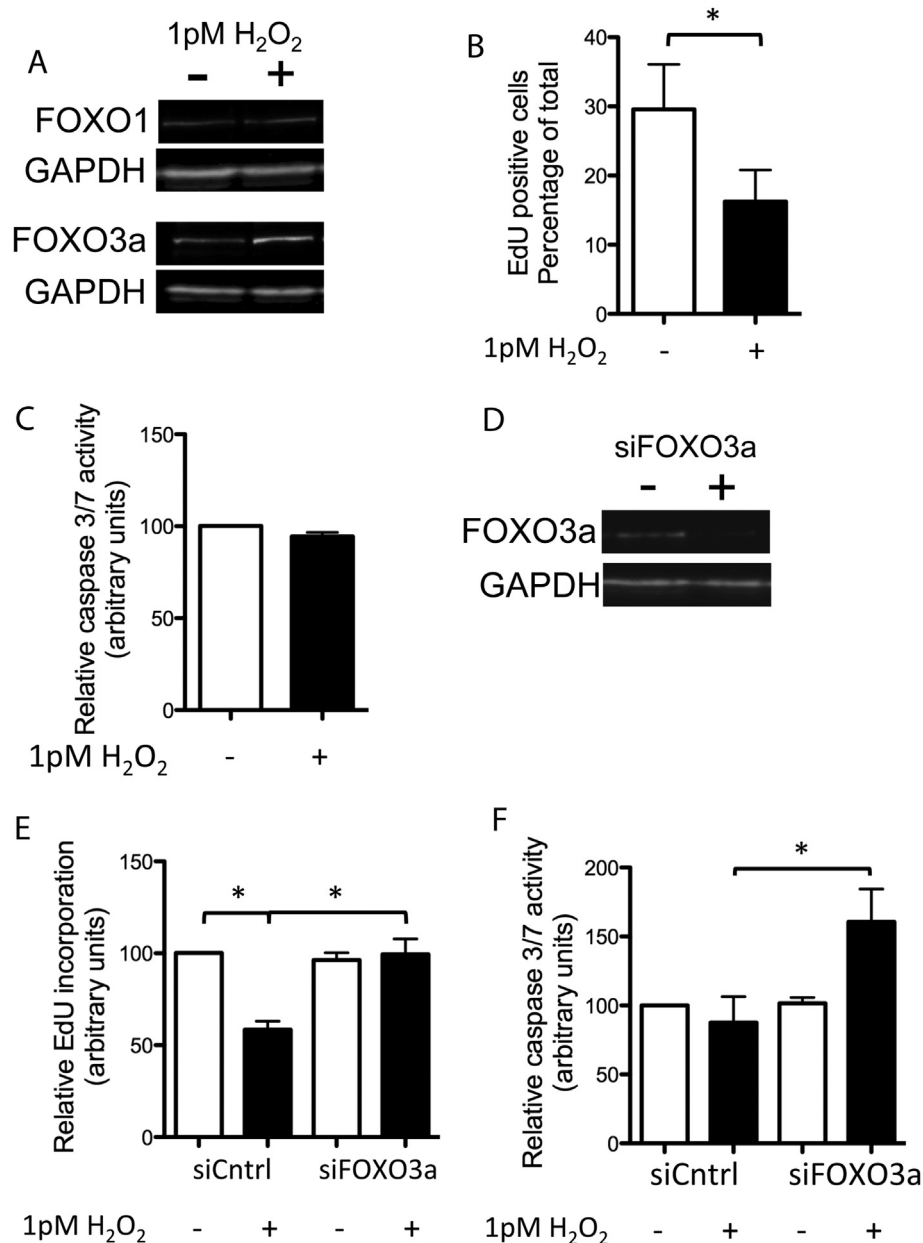 A
1pM H₂O₂
- +
FOXO1
GAPDH
FOXO3a
GAPDH
B
*
EdU positive cells
Percentage of total
40
30
20
10
0
1pM H₂O₂ - +
C
Relative caspase 3/7 activity
(arbitrary units)
150
100
50
0
1pM H₂O₂ - +
D
siFOXO3a
- +
FOXO3a
GAPDH
E
Relative EdU incorporation
(arbitrary units)
150
100
50
0
* *
siCntrl siFOXO3a
1pM H₂O₂ - + - +
F
Relative caspase 3/7 activity
(arbitrary units)
200
150
100
50
0
*
siCntrl siFOXO3a
1pM H₂O₂ - + - +